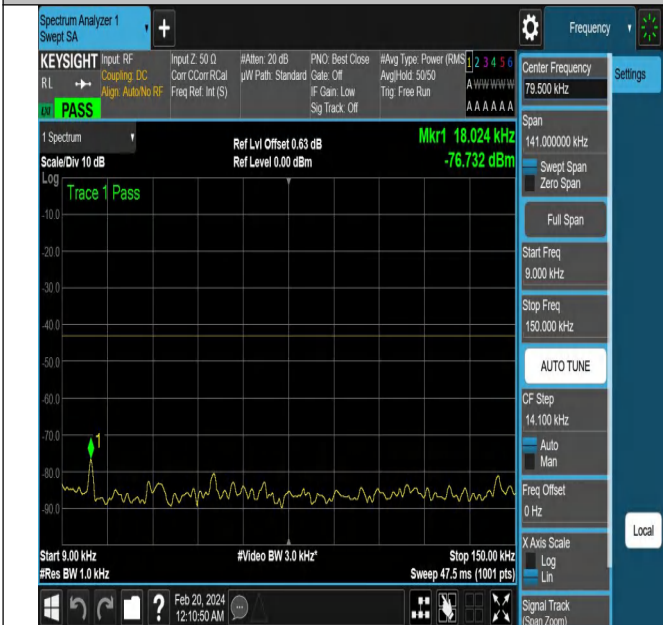 Spectrum Analyzer 1
Swept SA
+
Frequency
KEYSIGHT
RL
PASS
Input: RF
Coupling: DC
Align: Auto/No RF
Input Z: 50 Ω
Corr CCorr RCal
Freq Ref: Int (S)
#Atten: 20 dB
µW Path: Standard
PNO: Best Close
Gate: Off
IF Gain: Low
Sig Track: Off
#Avg Type: Power (RMS
Avg|Hold: 50/50
Trig: Free Run
1 2 3 4 5 6
A W W W W W
A A A A A A
Center Frequency
79.500 kHz
Settings
Span
141.000000 kHz
Swept Span
Zero Span
Full Span
Start Freq
9.000 kHz
Stop Freq
150.000 kHz
AUTO TUNE
CF Step
14.100 kHz
Auto
Man
Freq Offset
0 Hz
X Axis Scale
Log
Lin
Signal Track
(Span Zoom)
Local
1 Spectrum
Scale/Div 10 dB
Ref Lvl Offset 0.63 dB
Ref Level 0.00 dBm
Mkr1 18.024 kHz
-76.732 dBm
Log
Trace 1 Pass
-10.0
-20.0
-30.0
-40.0
-50.0
-60.0
-70.0
-80.0
-90.0
1
Start 9.00 kHz
#Res BW 1.0 kHz
#Video BW 3.0 kHz*
Stop 150.00 kHz
Sweep 47.5 ms (1001 pts)
?
Feb 20, 2024
12:10:50 AM